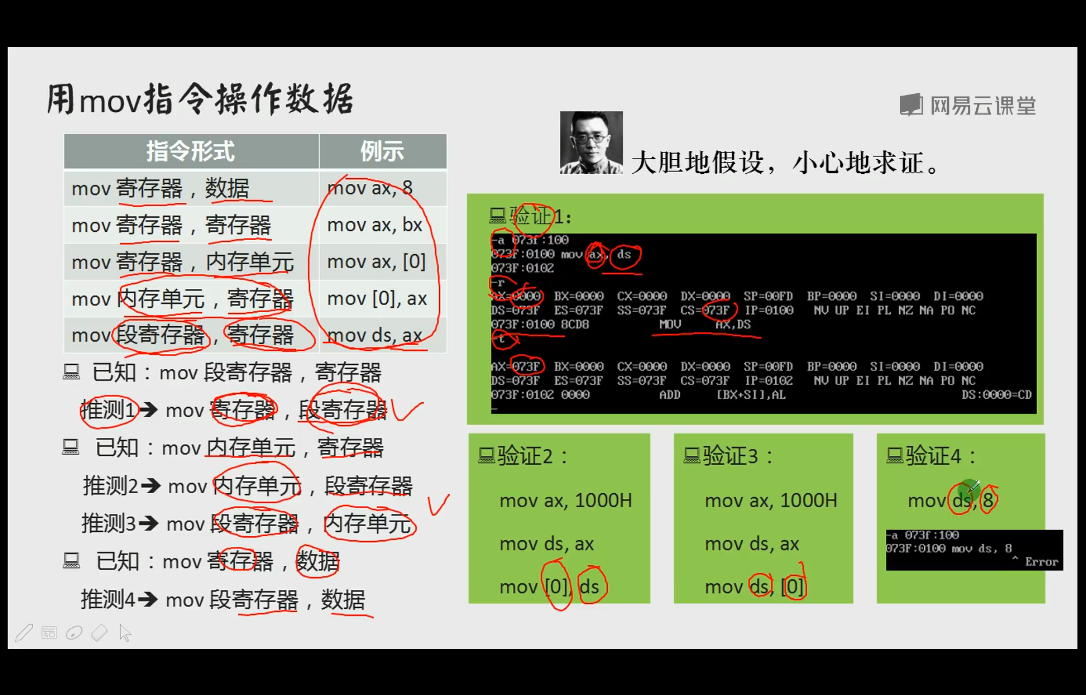 用mov指令操作数据
网易云课堂
大胆地假设，小心地求证。
指令形式 例示
mov 寄存器，数据 mov ax, 8
mov 寄存器，寄存器 mov ax, bx
mov 寄存器，内存单元 mov ax, [0]
mov 内存单元，寄存器 mov [0], ax
mov 段寄存器，寄存器 mov ds, ax
已知：mov 段寄存器，寄存器
推测1→ mov 寄存器，段寄存器
已知：mov 内存单元，寄存器
推测2→ mov 内存单元，段寄存器
推测3→ mov 段寄存器，内存单元
已知：mov 寄存器，数据
推测4→ mov 段寄存器，数据
验证1：
-a 073f:100
073F:0100 mov ax, ds
073F:0102
-r
AX=0000 BX=0000 CX=0000 DX=0000 SP=00FD BP=0000 SI=0000 DI=0000
DS=073F ES=073F SS=073F CS=073F IP=0100 NV UP EI PL NZ NA PO NC
073F:0100 8CD8 MOV AX,DS
-t
AX=073F BX=0000 CX=0000 DX=0000 SP=00FD BP=0000 SI=0000 DI=0000
DS=073F ES=073F SS=073F CS=073F IP=0102 NV UP EI PL NZ NA PO NC
073F:0102 0000 ADD [BX+SI],AL DS:0000=CD
-
验证2：
mov ax, 1000H
mov ds, ax
mov [0], ds
验证3：
mov ax, 1000H
mov ds, ax
mov ds, [0]
验证4：
mov ds, 8
-a 073f:100
073F:0100 mov ds, 8
^ Error